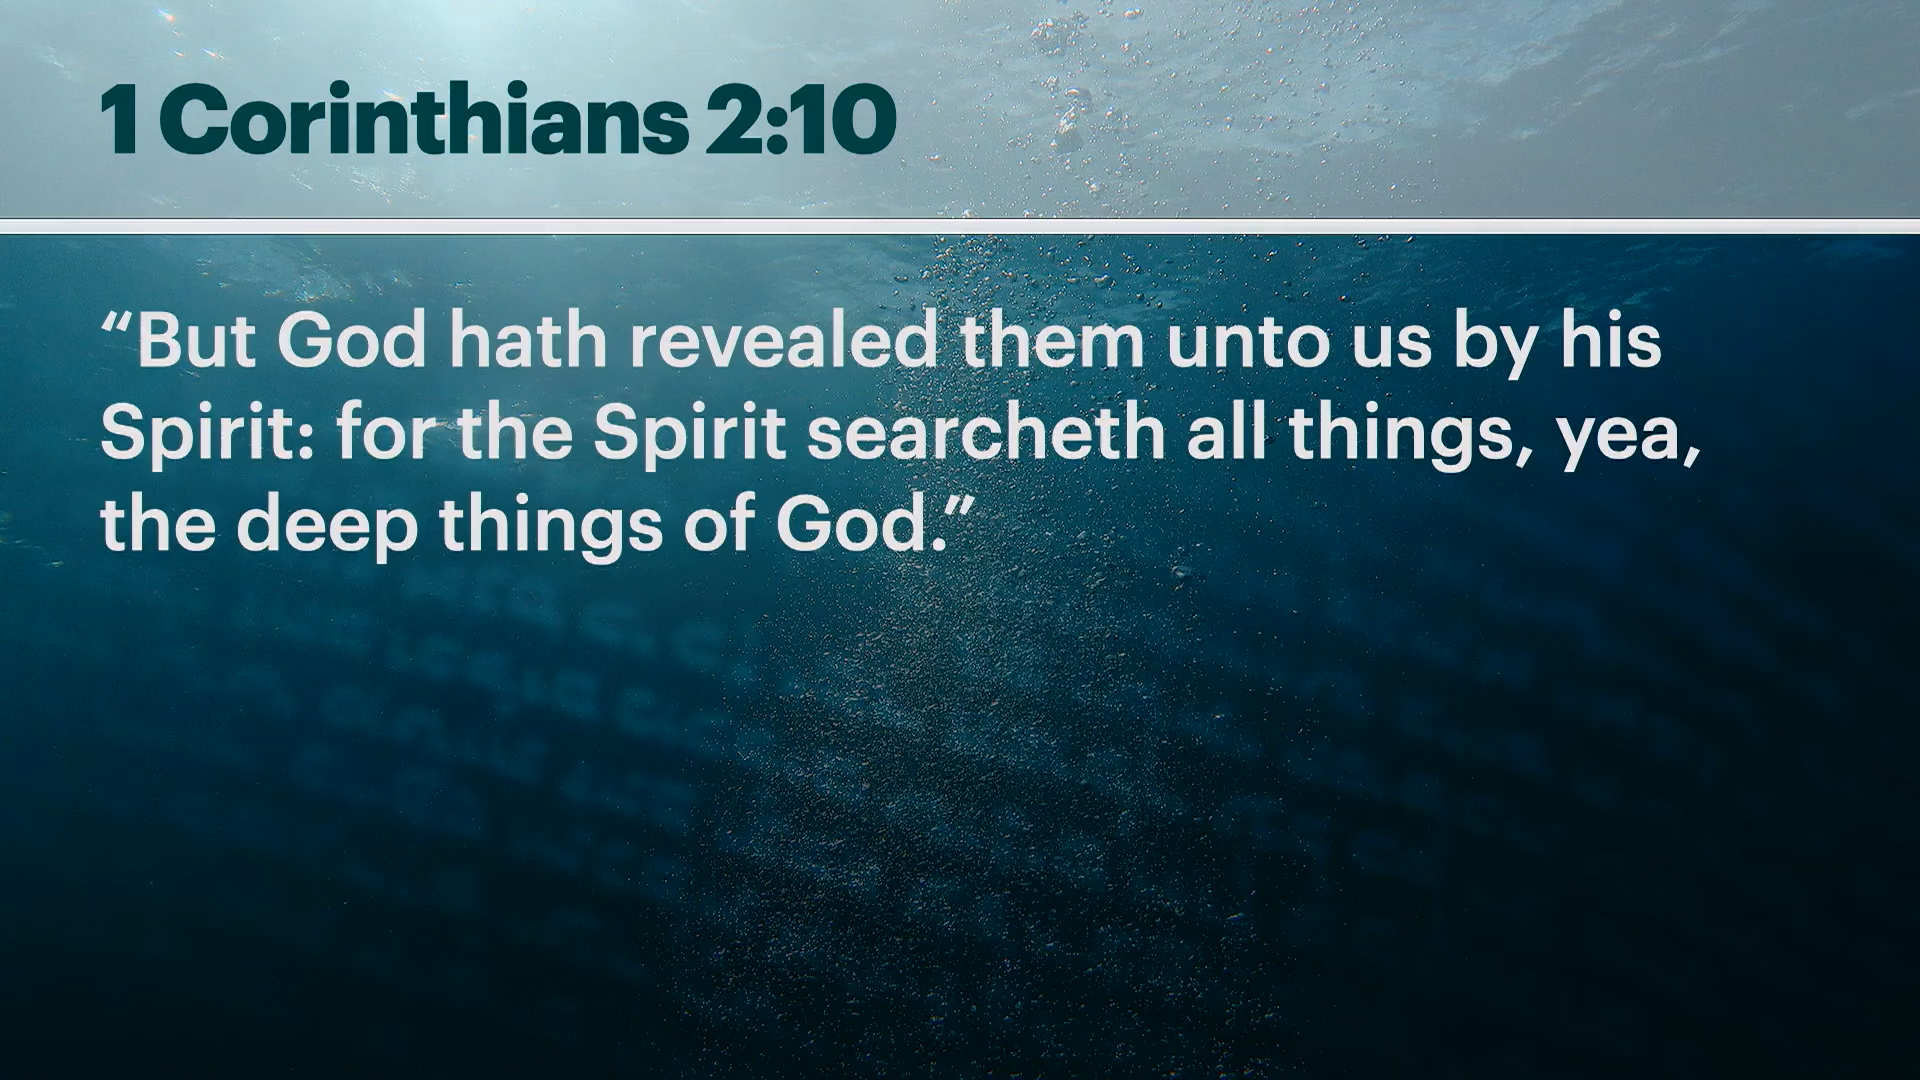 1 Corinthians 2:10
“But God hath revealed them unto us by his
Spirit: for the Spirit searcheth all things, yea,
the deep things of God.”